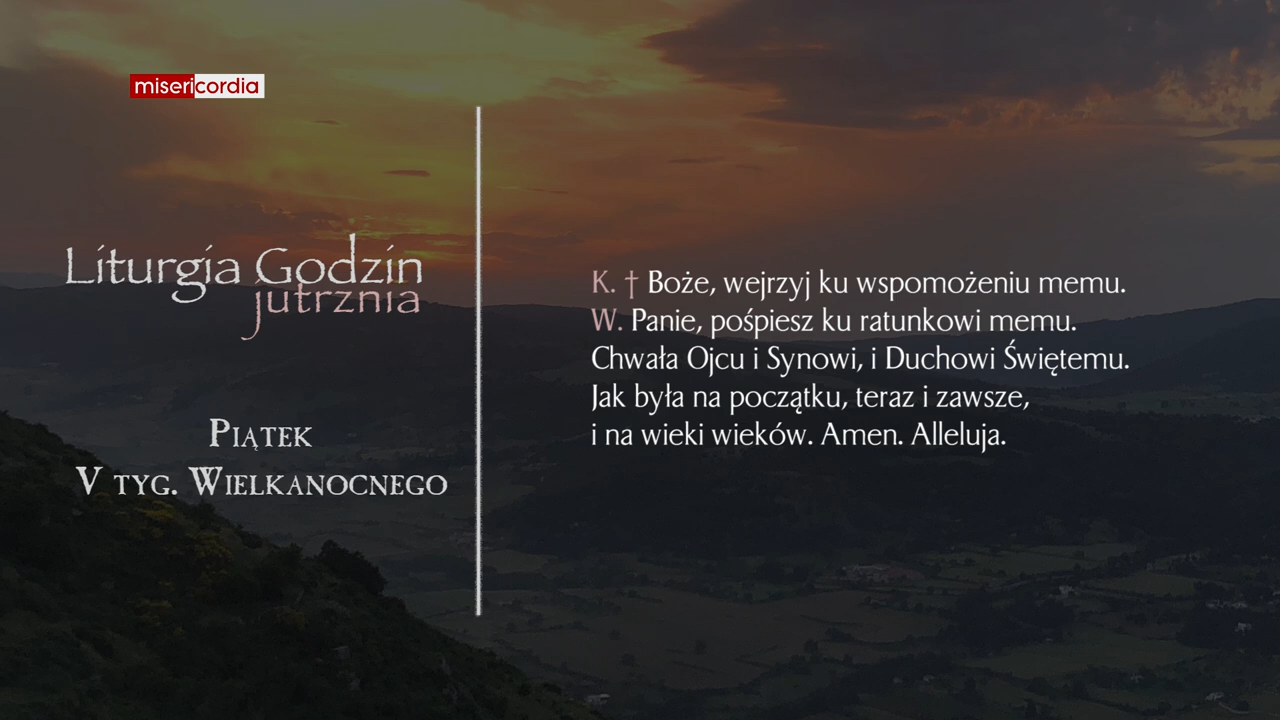 misericordia
Liturgia Godzin
jutrznia
Piątek
V tyg. Wielkanocnego
K. † Boże, wejrzyj ku wspomożeniu memu.
W. Panie, pośpiesz ku ratunkowi memu.
Chwała Ojcu i Synowi, i Duchowi Świętemu.
Jak była na początku, teraz i zawsze,
i na wieki wieków. Amen. Alleluja.